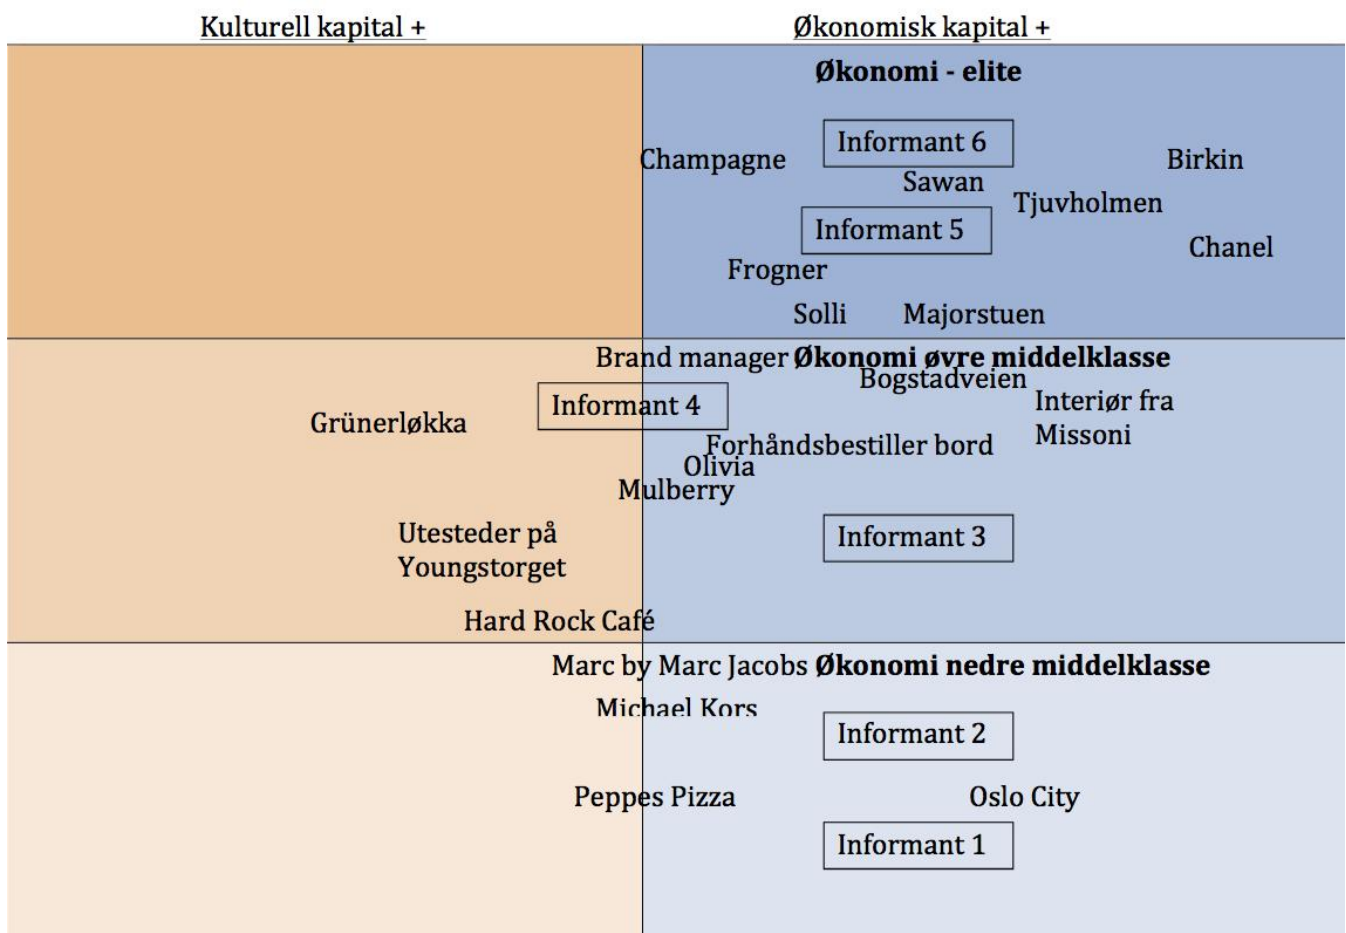 Kulturell kapital +
Økonomisk kapital +
Økonomi - elite
Informant 6
Champagne
Birkin
Sawan
Tjuvholmen
Informant 5
Chanel
Frogner
Solli
Majorstuen
Brand manager Økonomi øvre middelklasse
Bogstadveien
Informant 4
Interiør fra
Missoni
Grünerløkka
Forhåndsbestiller bord
Olivia
Mulberry
Utesteder på
Youngstorget
Informant 3
Hard Rock Café
Marc by Marc Jacobs Økonomi nedre middelklasse
Michael Kors
Informant 2
Peppes Pizza
Oslo City
Informant 1